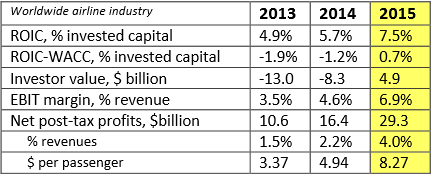 Worldwide airline industry 2013 2014 2015
ROIC, % invested capital 4.9% 5.7% 7.5%
ROIC-WACC, % invested capital -1.9% -1.2% 0.7%
Investor value, $ billion -13.0 -8.3 4.9
EBIT margin, % revenue 3.5% 4.6% 6.9%
Net post-tax profits, $billion 10.6 16.4 29.3
% revenues 1.5% 2.2% 4.0%
$ per passenger 3.37 4.94 8.27